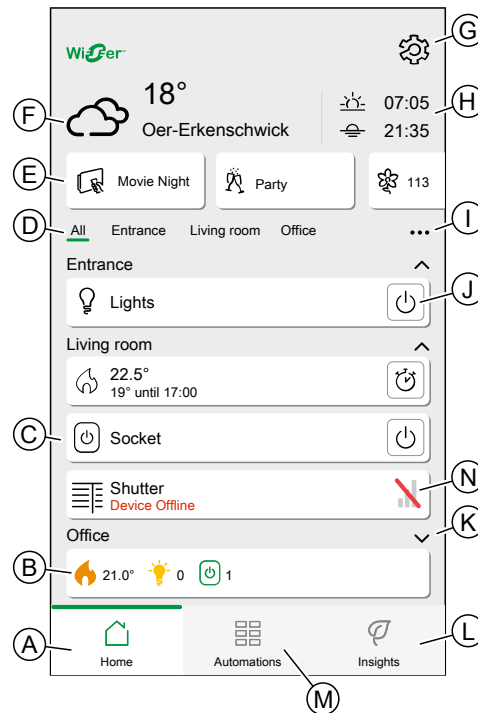 Wiser
G
18°
F
07:05
H
Oer-Erkenschwick
21:35
E
Movie Night
Party
113
D
All Entrance Living room Office
I
Entrance
Lights
J
Living room
22.5°
19° until 17:00
C
Socket
Shutter
Device Offline
N
Office
K
B
21.0° 0 1
A
Home
Automations
Insights
L
M